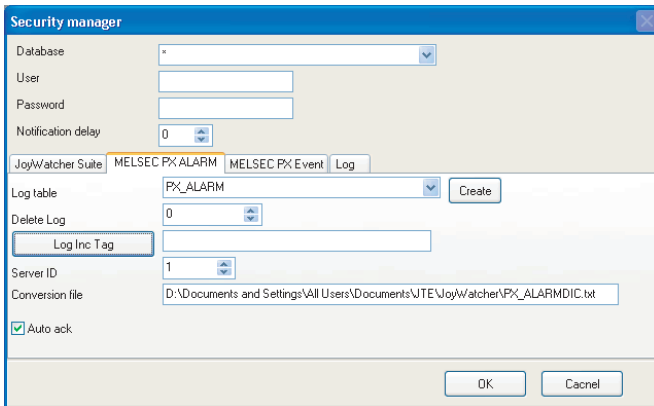 Security manager
Database *
User
Password
Notification delay 0
JoyWatcher Suite MELSEC PX ALARM MELSEC PX Event Log
Log table PX_ALARM Create
Delete Log 0
Log Inc Tag
Server ID 1
Conversion file D:\Documents and Settings\All Users\Documents\JTE\JoyWatcher\PX_ALARMDIC.txt
Auto ack
OK Cacnel